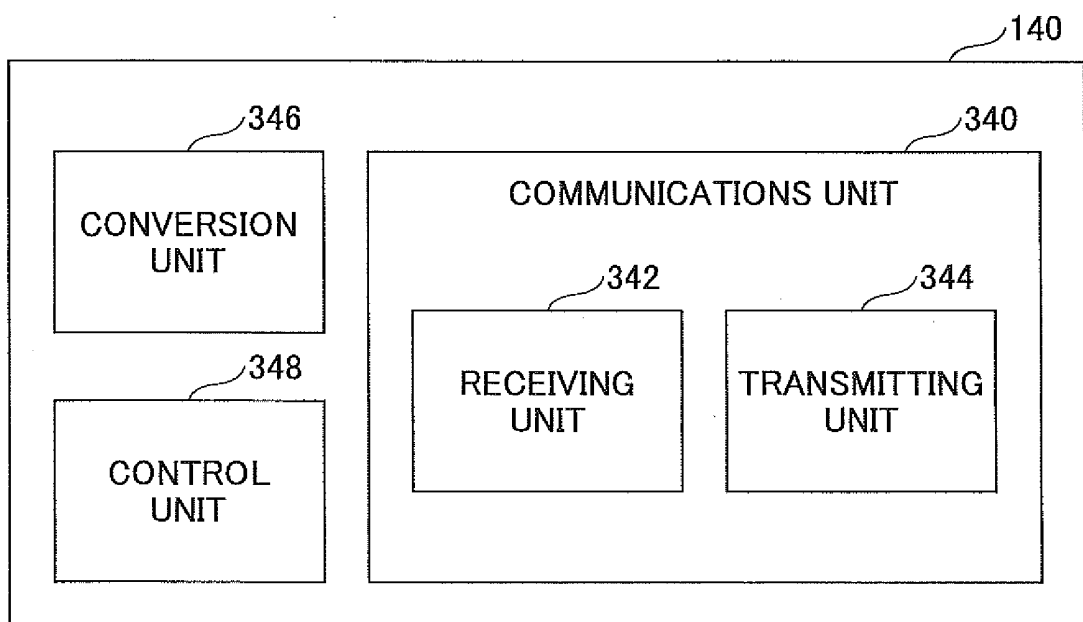 140
346
CONVERSION
UNIT
340
COMMUNICATIONS UNIT
342
RECEIVING
UNIT
344
TRANSMITTING
UNIT
348
CONTROL
UNIT